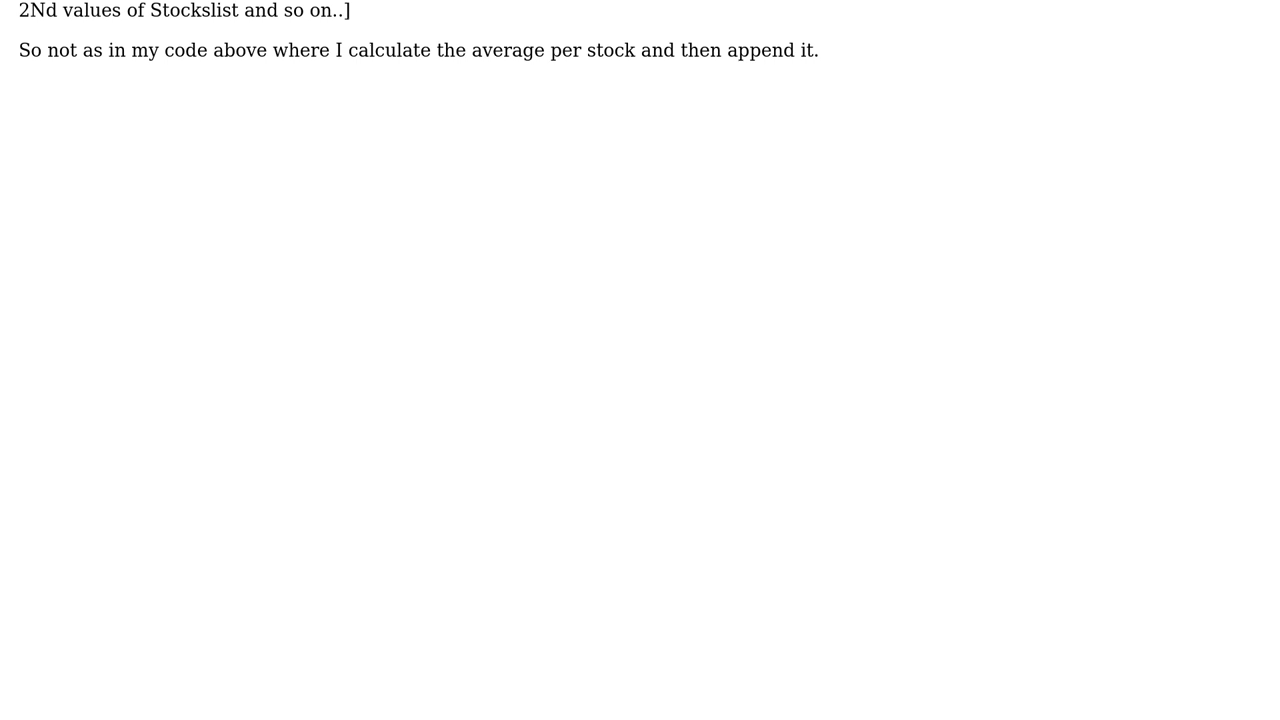 2Nd values of Stockslist and so on..]
So not as in my code above where I calculate the average per stock and then append it.